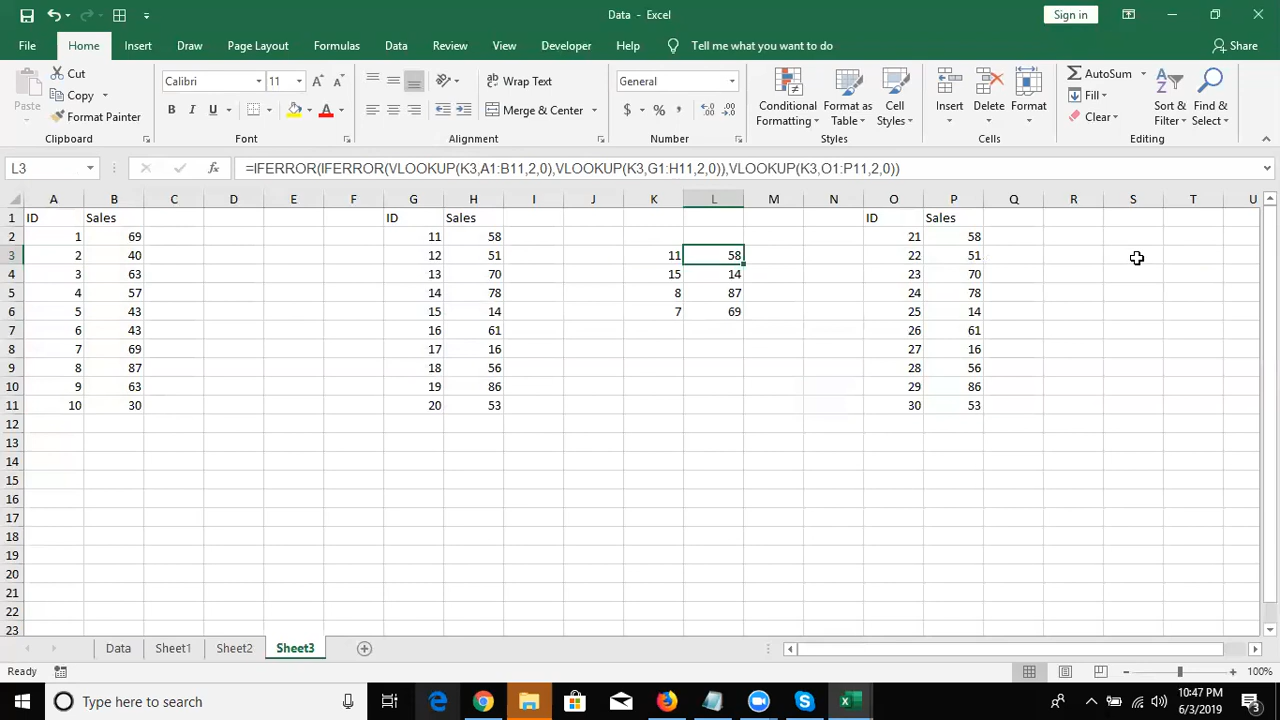 Data - Excel
Sign in
File Home Insert Draw Page Layout Formulas Data Review View Developer Help Tell me what you want to do Share
Paste Cut Copy Format Painter Clipboard
Calibri 11 A A B I U A Font
ab Wrap Text Merge & Center Alignment
General $ % , Number
Conditional Formatting Format as Table Cell Styles Styles
Insert Delete Format Cells
AutoSum Fill Clear Sort & Filter Find & Select Editing
L3 fx =IFERROR(IFERROR(VLOOKUP(K3,A1:B11,2,0),VLOOKUP(K3,G1:H11,2,0)),VLOOKUP(K3,O1:P11,2,0))
A B C D E F G H I J K L M N O P Q R S T U
1 ID Sales ID Sales ID Sales
2 1 69 11 58 21 58
3 2 40 12 51 11 58 22 51
4 3 63 13 70 15 14 23 70
5 4 57 14 78 8 87 24 78
6 5 43 15 14 7 69 25 14
7 6 43 16 61 26 61
8 7 69 17 16 27 16
9 8 87 18 56 28 56
10 9 63 19 86 29 86
11 10 30 20 53 30 53
12
13
14
15
16
17
18
19
20
21
22
23
Data Sheet1 Sheet2 Sheet3
Ready 100%
Type here to search
10:47 PM
6/3/2019
3